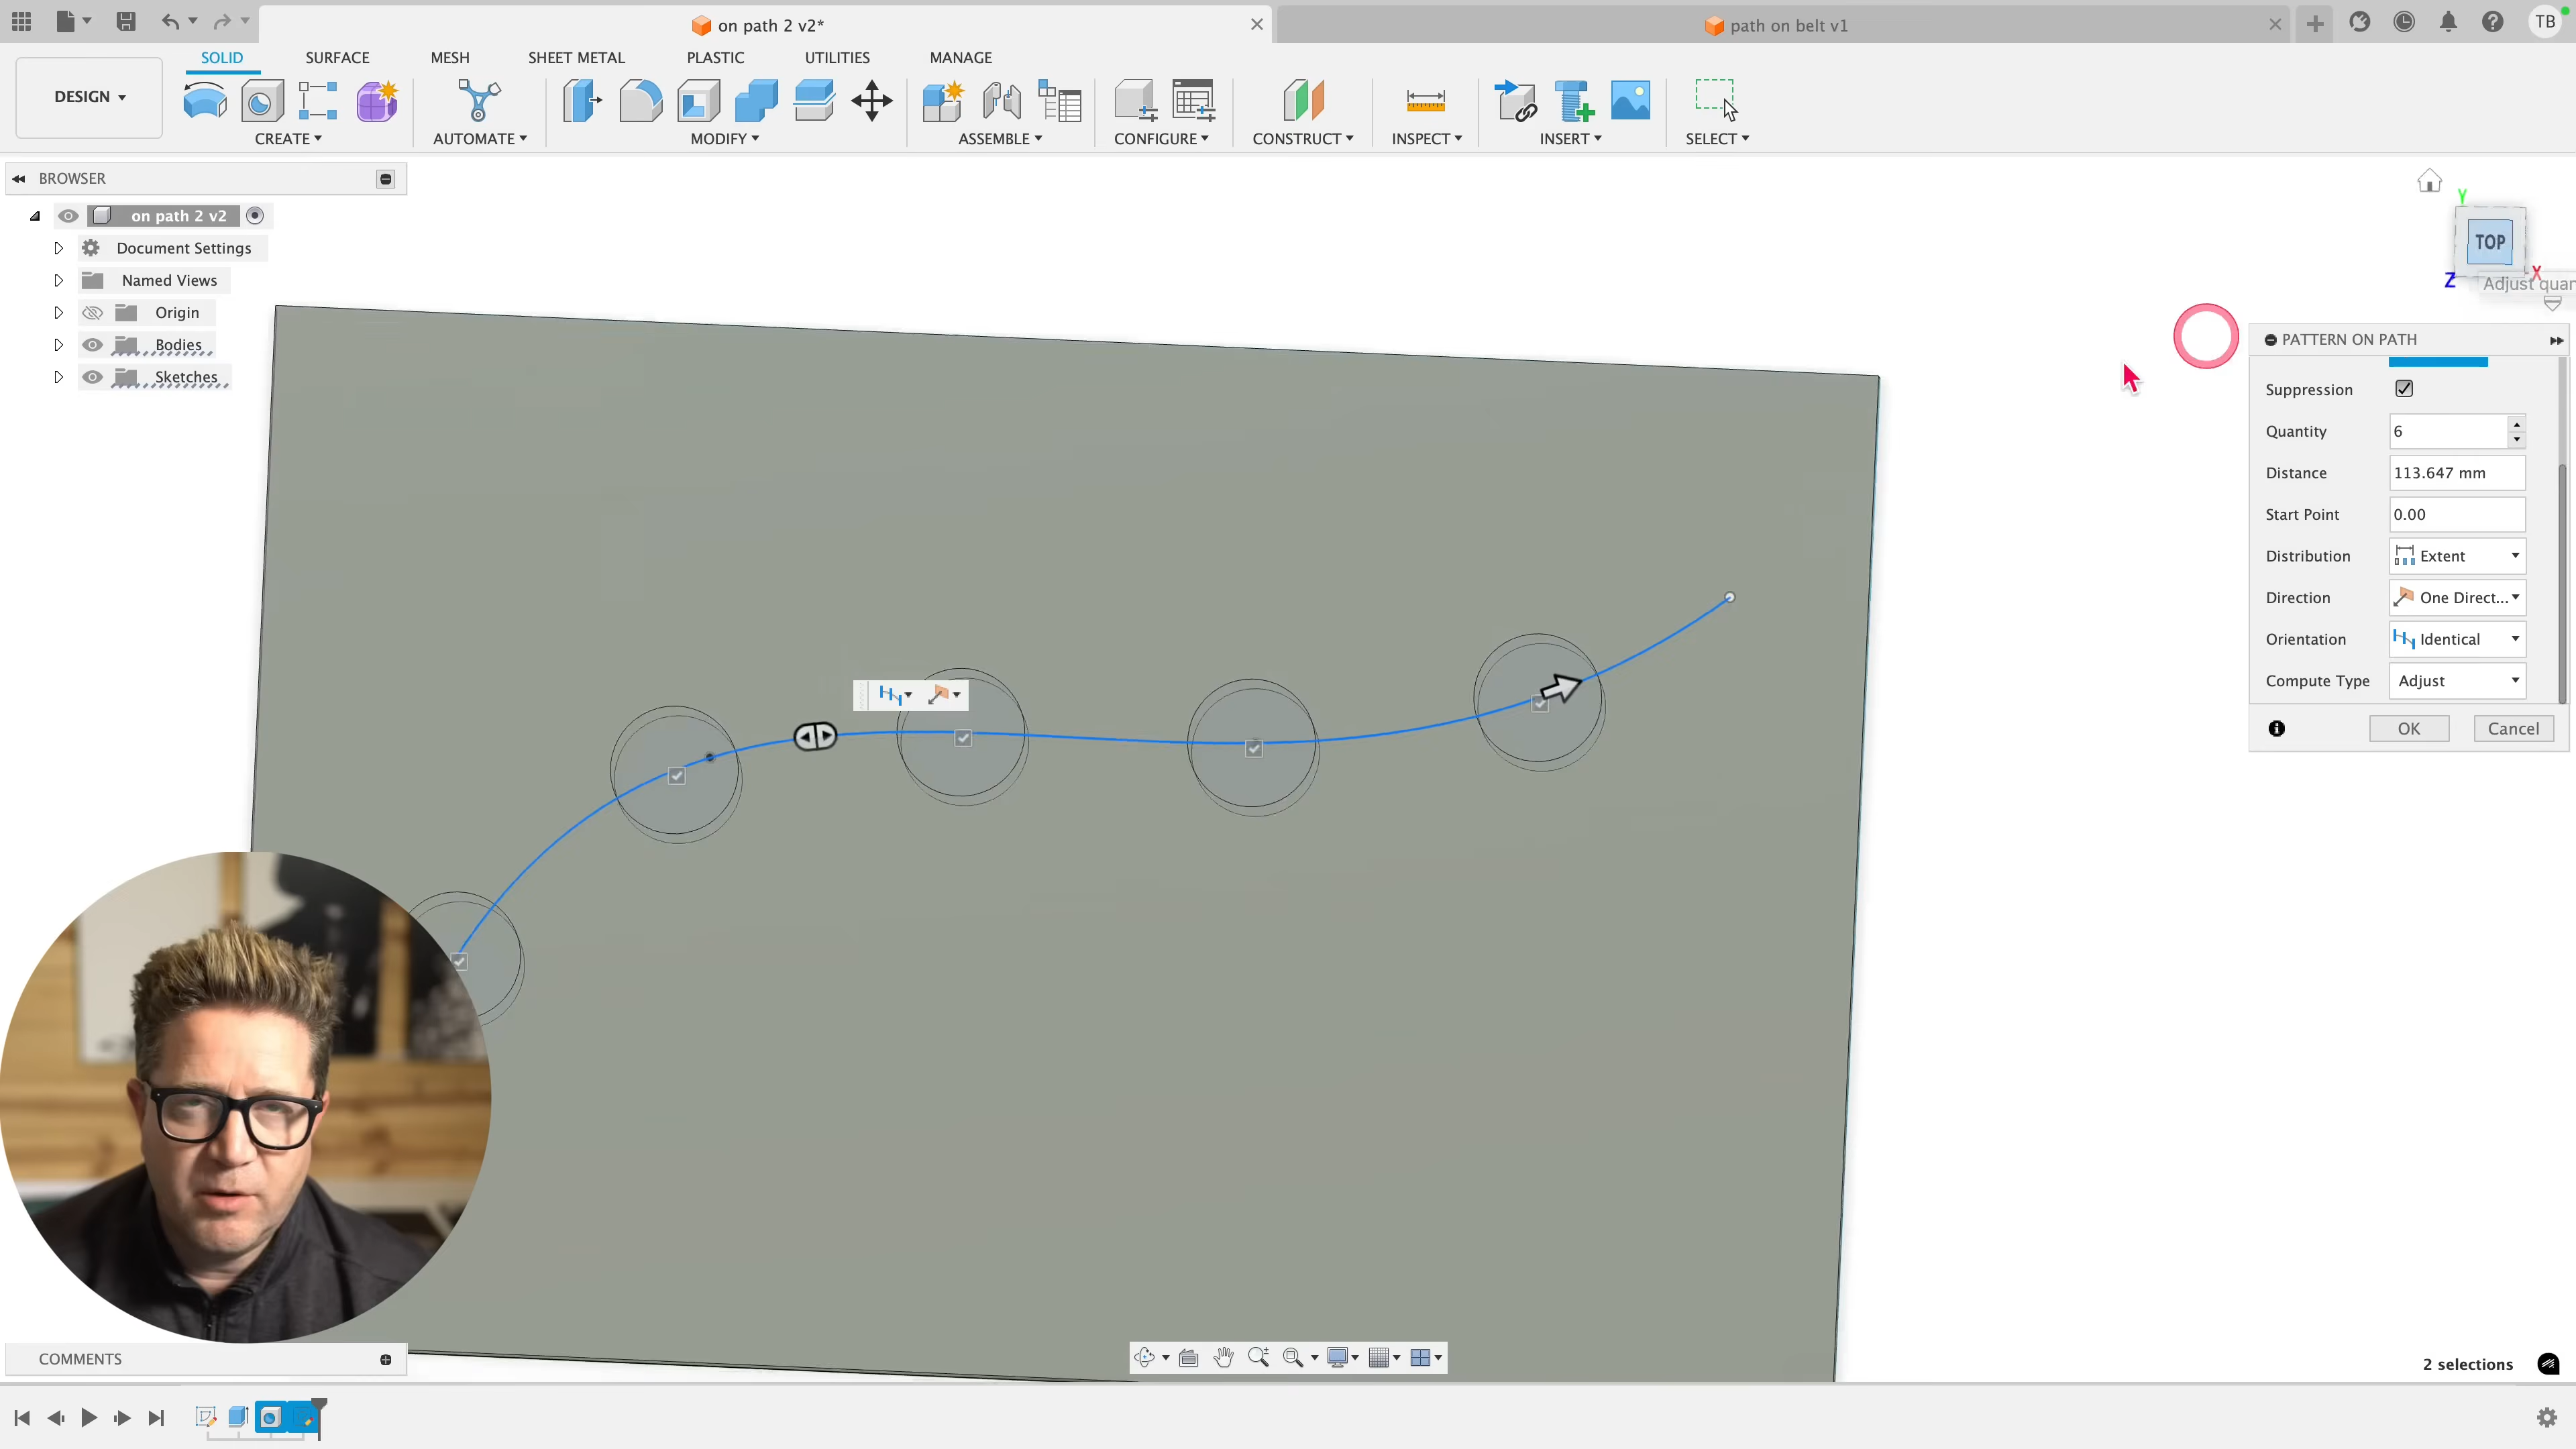 on path 2 v2*
path on belt v1
TB
DESIGN
SOLID
SURFACE
MESH
SHEET METAL
PLASTIC
UTILITIES
MANAGE
CREATE
AUTOMATE
MODIFY
ASSEMBLE
CONFIGURE
CONSTRUCT
INSPECT
INSERT
SELECT
BROWSER
on path 2 v2
Document Settings
Named Views
Origin
Bodies
Sketches
Y
TOP
Z
X
Adjust quan
PATTERN ON PATH
Suppression
Quantity 6
Distance 113.647 mm
Start Point 0.00
Distribution Extent
Direction One Direct...
Orientation Identical
Compute Type Adjust
OK Cancel
COMMENTS
2 selections